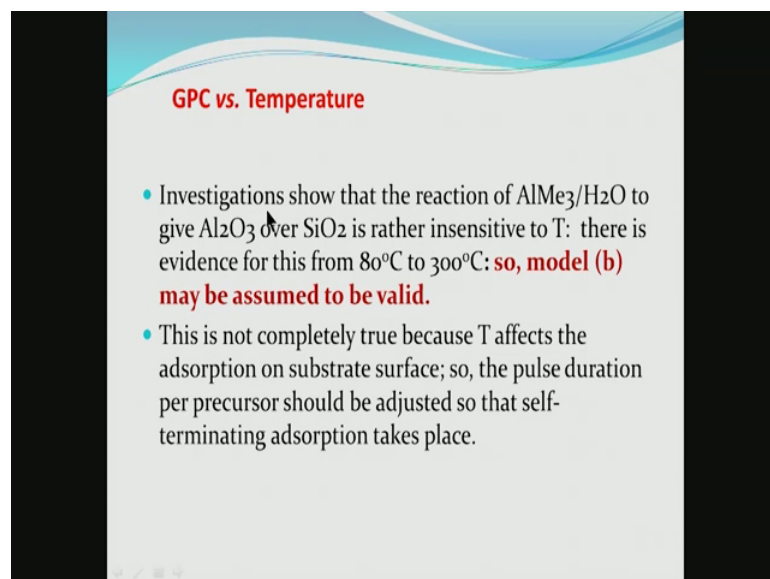 GPC vs. Temperature
• Investigations show that the reaction of AlMe3/H2O to
give Al2O3 over SiO2 is rather insensitive to T: there is
evidence for this from 80ºC to 300ºC: so, model (b)
may be assumed to be valid.
• This is not completely true because T affects the
adsorption on substrate surface; so, the pulse duration
per precursor should be adjusted so that self-
terminating adsorption takes place.